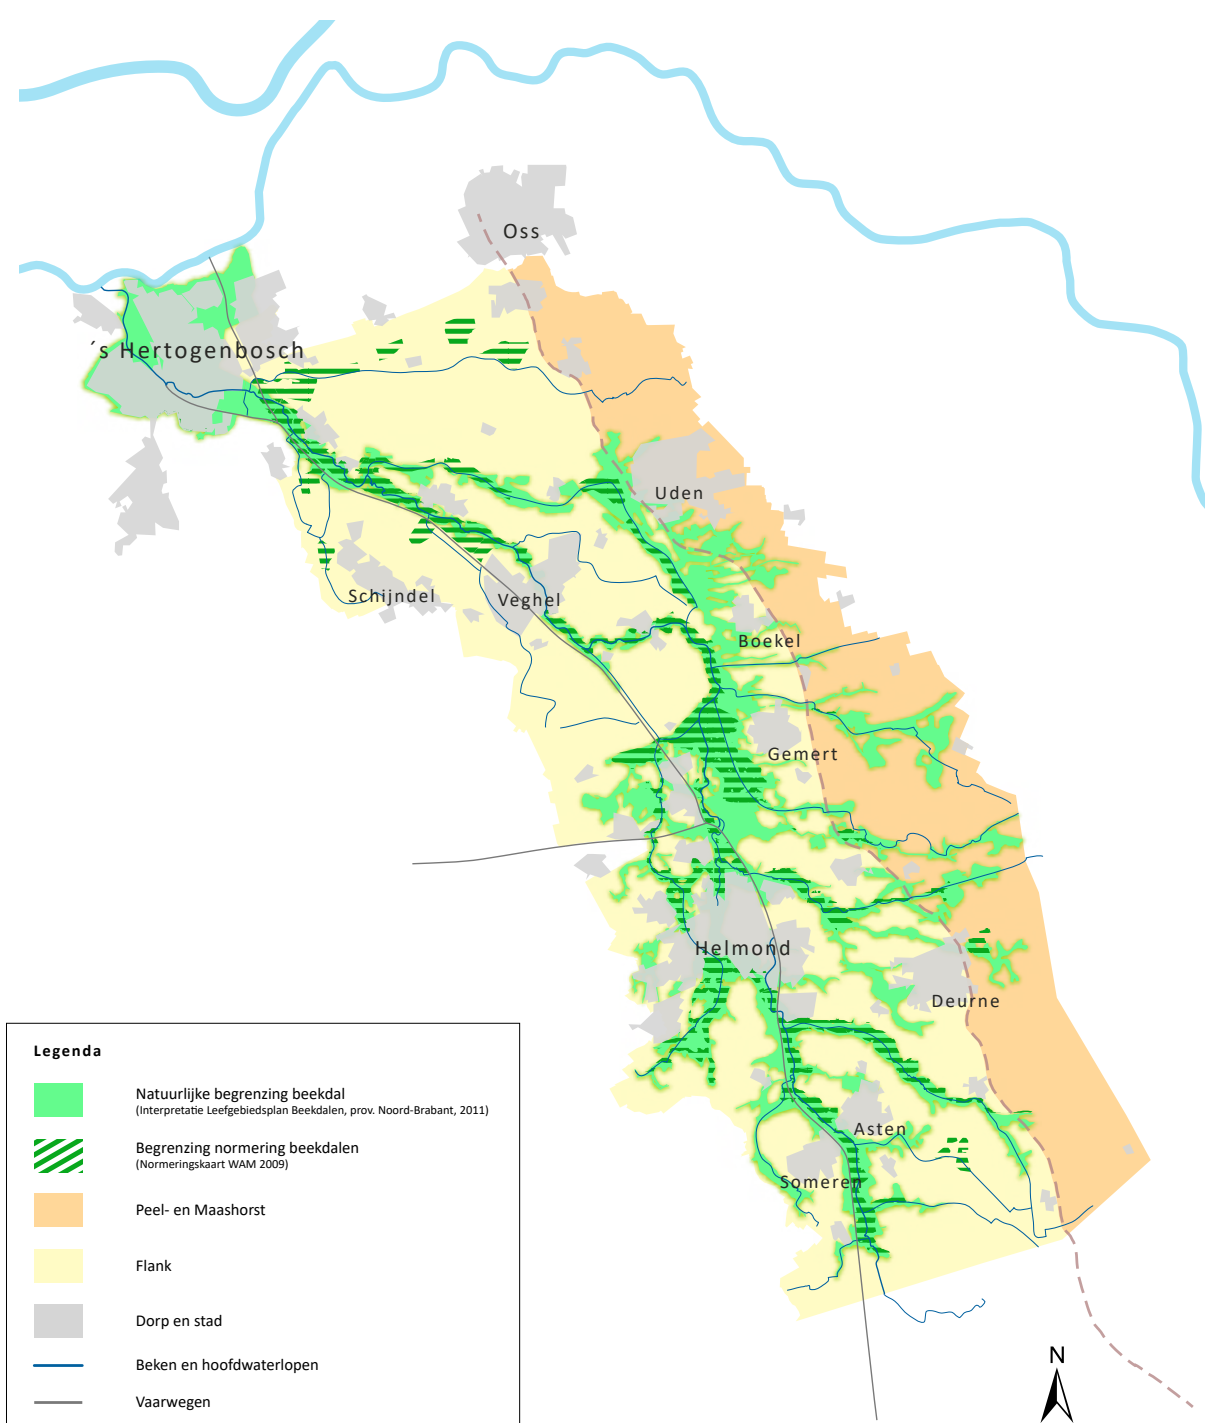 Oss
´s Hertogenbosch
Uden
Schijndel
Veghel
Boekel
Gemert
Helmond
Deurne
Asten
Someren
Legenda
Natuurlijke begrenzing beekdal
(Interpretatie Leefgebiedsplan Beekdalen, prov. Noord-Brabant, 2011)
Begrenzing normering beekdalen
(Normeringskaart WAM 2009)
Peel- en Maashorst
Flank
Dorp en stad
Beken en hoofdwaterlopen
Vaarwegen
N